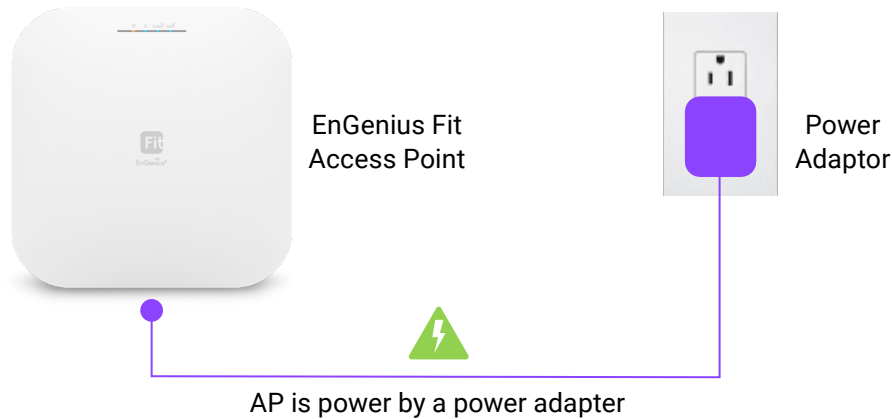 Fit
EnGenius®
EnGenius Fit
Access Point
Power
Adaptor
AP is power by a power adapter